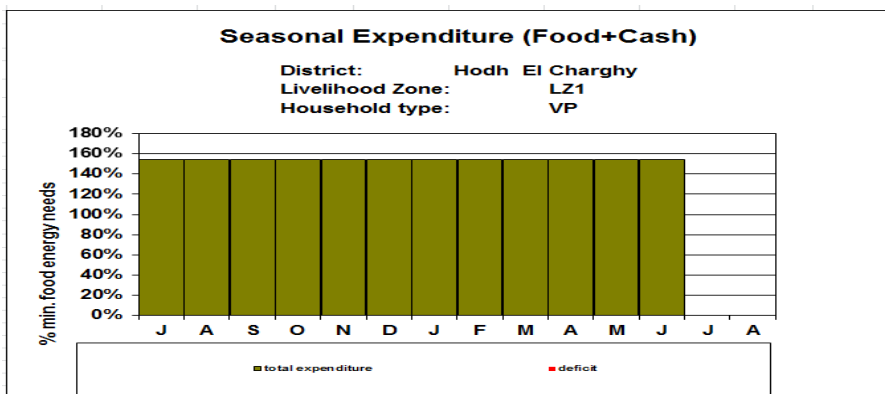 Seasonal Expenditure (Food+Cash)
District: Hodh El Charghy
Livelihood Zone: LZ1
Household type: VP
% min. food energy needs
180%
160%
140%
120%
100%
80%
60%
40%
20%
0%
J A S O N D J F M A M J J A
total expenditure deficit